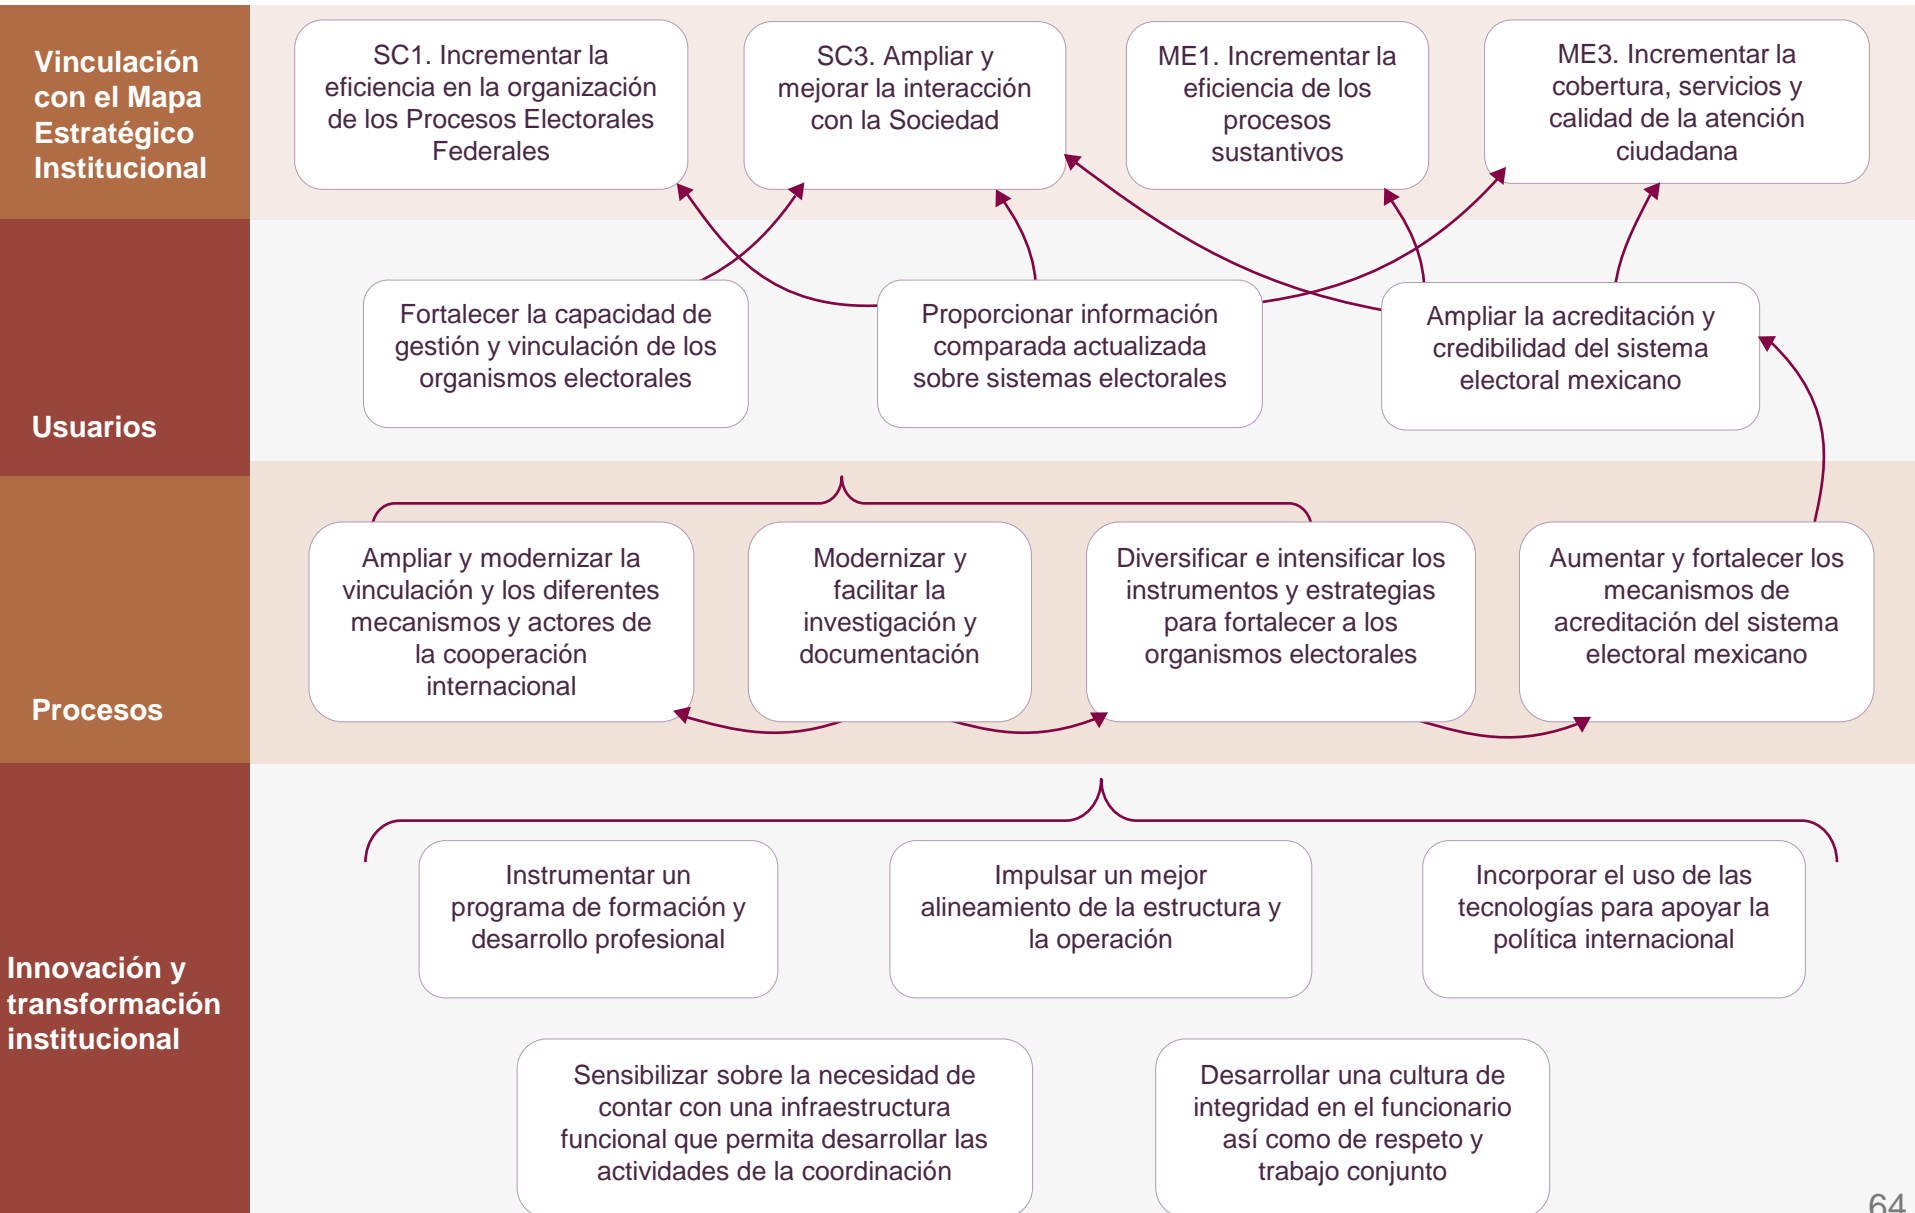 Vinculación
con el Mapa
Estratégico
Institucional
SC1. Incrementar la
eficiencia en la organización
de los Procesos Electorales
Federales
SC3. Ampliar y
mejorar la interacción
con la Sociedad
ME1. Incrementar la
eficiencia de los
procesos
sustantivos
ME3. Incrementar la
cobertura, servicios y
calidad de la atención
ciudadana
Usuarios
Fortalecer la capacidad de
gestión y vinculación de los
organismos electorales
Proporcionar información
comparada actualizada
sobre sistemas electorales
Ampliar la acreditación y
credibilidad del sistema
electoral mexicano
Procesos
Ampliar y modernizar la
vinculación y los diferentes
mecanismos y actores de
la cooperación
internacional
Modernizar y
facilitar la
investigación y
documentación
Diversificar e intensificar los
instrumentos y estrategias
para fortalecer a los
organismos electorales
Aumentar y fortalecer los
mecanismos de
acreditación del sistema
electoral mexicano
Innovación y
transformación
institucional
Instrumentar un
programa de formación y
desarrollo profesional
Impulsar un mejor
alineamiento de la estructura y
la operación
Incorporar el uso de las
tecnologías para apoyar la
política internacional
Sensibilizar sobre la necesidad de
contar con una infraestructura
funcional que permita desarrollar las
actividades de la coordinación
Desarrollar una cultura de
integridad en el funcionario
así como de respeto y
trabajo conjunto
64